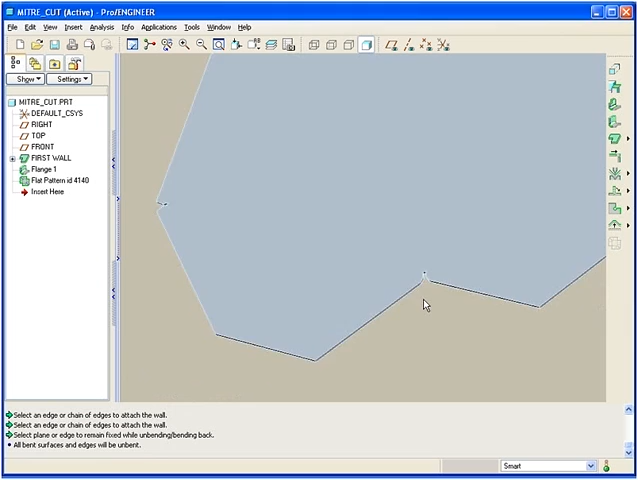 MITRE_CUT (Active) - Pro/ENGINEER
File Edit View Insert Analysis Info Applications Tools Window Help
Show Settings
MITRE_CUT.PRT
DEFAULT_CSYS
RIGHT
TOP
FRONT
FIRST WALL
Flange 1
Flat Pattern id 4140
Insert Here
Select an edge or chain of edges to attach the wall.
Select an edge or chain of edges to attach the wall.
Select plane or edge to remain fixed while unbending/bending back.
All bent surfaces and edges will be unbent.
Smart